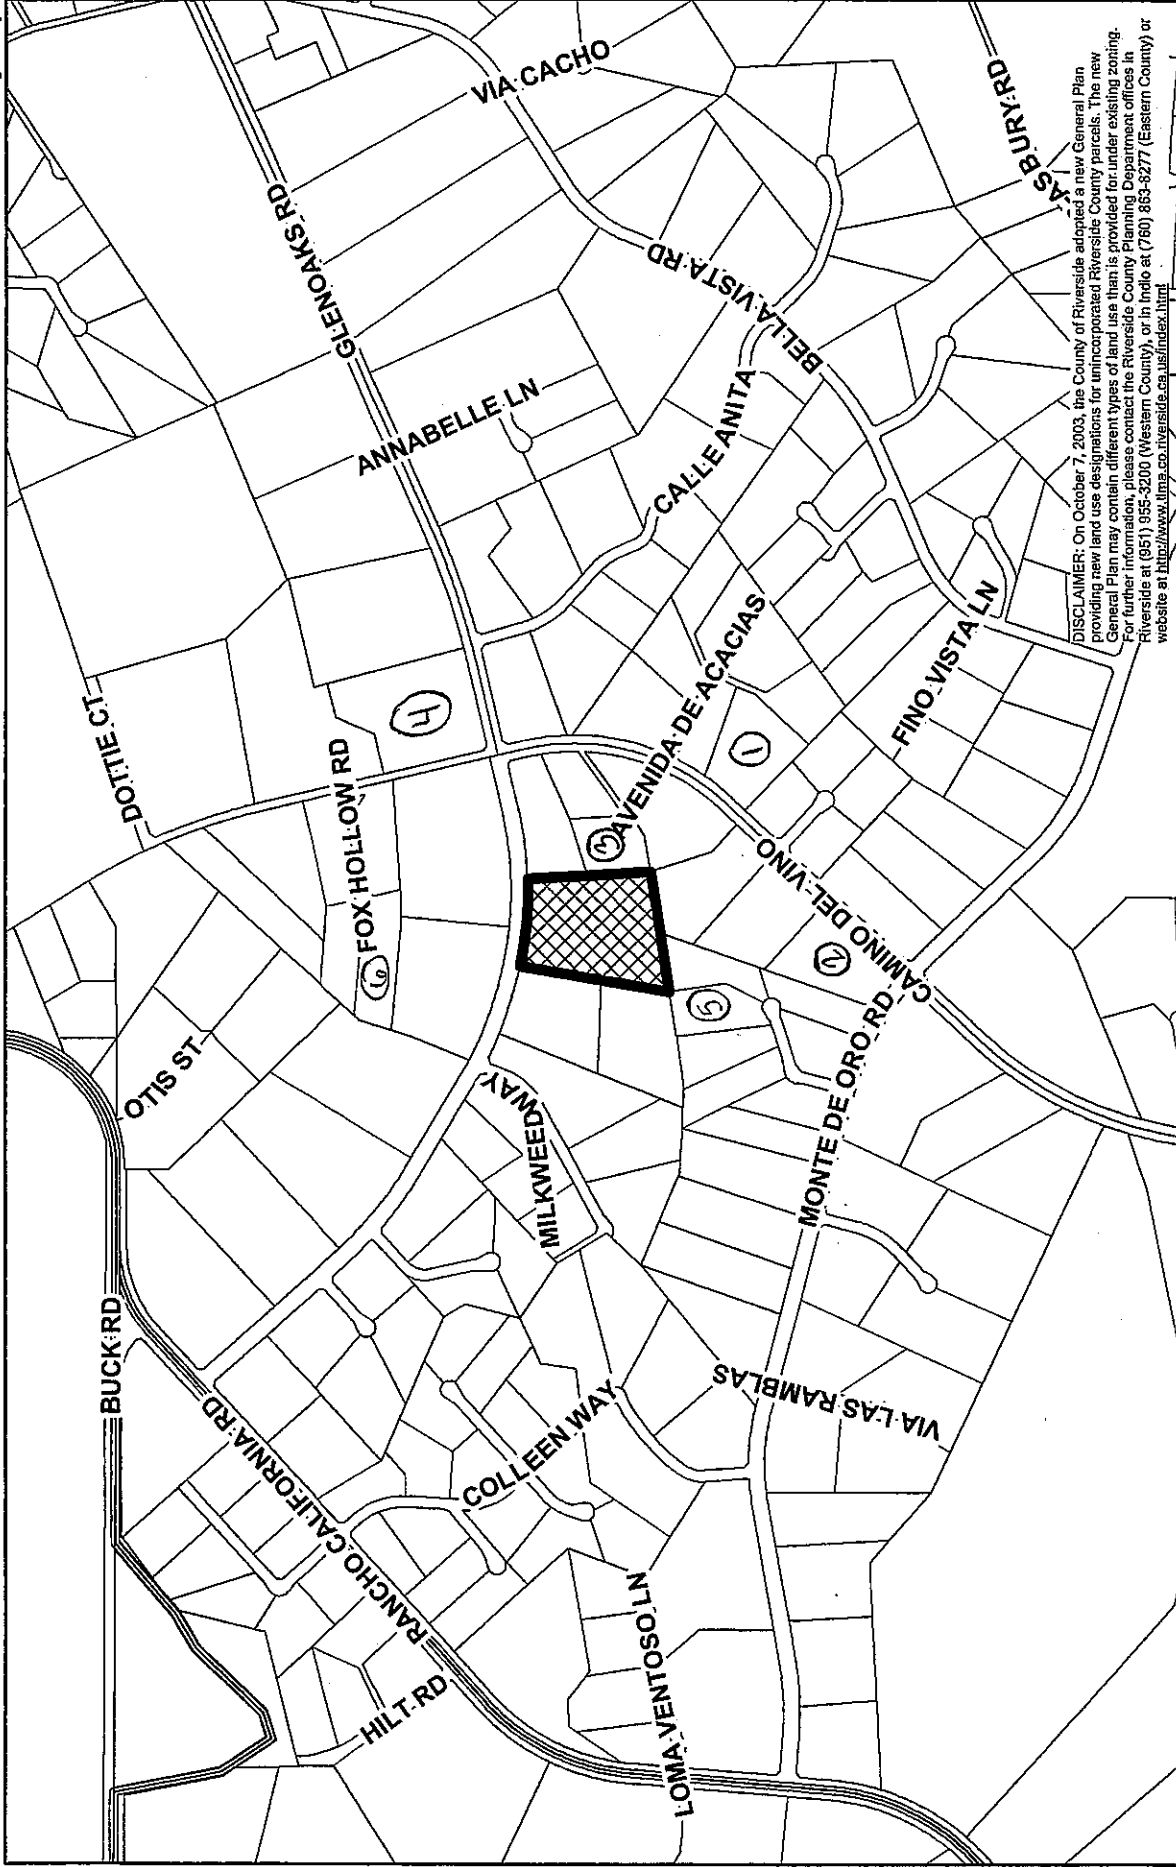 BUCK RD
OTIS ST
DOTTIE CT
GLENOAKS RD
VIA CACHO
ANNABELLE LN
FOX HOLLOW RD
RANCHO CALIFORNIA RD
HILT RD
COLLEEN WAY
MILKWEED WAY
CALLE ANITA
BELLA VISTA RD
AVENIDA DE ACACIAS
FINO VISTA LN
CAMINO DEL VINO
MONTE DE ORO RD
VIA LAS RAMBLAS
LOMA VENTOSO LN
ASBURY RD
4
6
3
1
5
2
DISCLAIMER: On October 7, 2003, the County of Riverside adopted a new General Plan
providing new land use designations for unincorporated Riverside County parcels. The new
General Plan may contain different types of land use than is provided for under existing zoning.
For further information, please contact the Riverside County Planning Department offices in
Riverside at (951) 955-3200 (Western County), or in Indio at (760) 863-8277 (Eastern County) or
website at http://www.tlma.co.riverside.ca.us/index.html